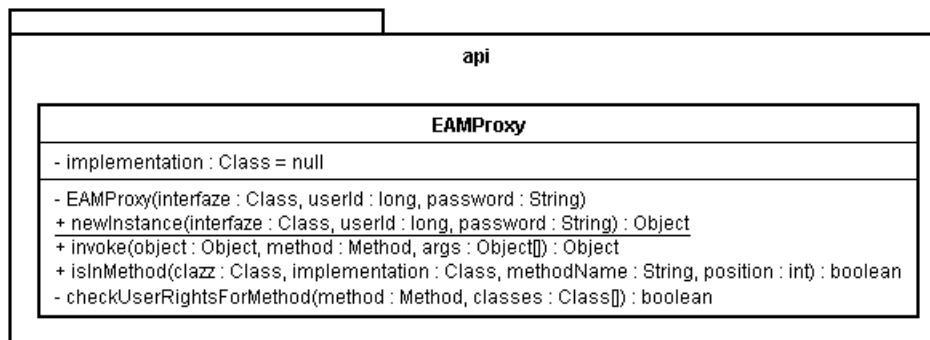 api
EAMProxy
- implementation : Class = null
- EAMProxy(interfaze : Class, userId : long, password : String)
+ newInstance(interfaze : Class, userId : long, password : String) : Object
+ invoke(object : Object, method : Method, args : Object[]) : Object
+ isInMethod(clazz : Class, implementation : Class, methodName : String, position : int) : boolean
- checkUserRightsForMethod(method : Method, classes : Class[]) : boolean